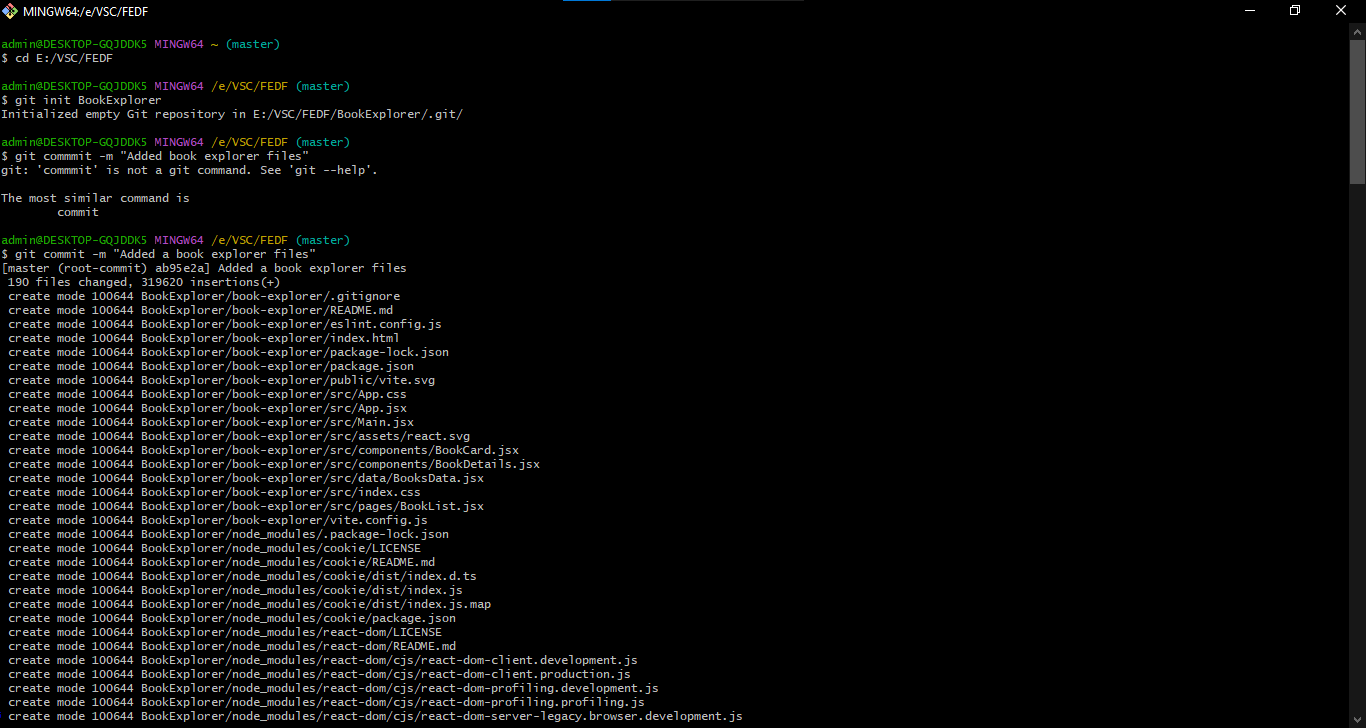 MINGW64:/e/VSC/FEDF
admin@DESKTOP-GQJDDK5 MINGW64 ~ (master)
$ cd E:/VSC/FEDF
admin@DESKTOP-GQJDDK5 MINGW64 /e/VSC/FEDF (master)
$ git init BookExplorer
Initialized empty Git repository in E:/VSC/FEDF/BookExplorer/.git/
admin@DESKTOP-GQJDDK5 MINGW64 /e/VSC/FEDF (master)
$ git commmit -m "Added book explorer files"
git: 'commmit' is not a git command. See 'git --help'.
The most similar command is
commit
admin@DESKTOP-GQJDDK5 MINGW64 /e/VSC/FEDF (master)
$ git commit -m "Added a book explorer files"
[master (root-commit) ab95e2a] Added a book explorer files
190 files changed, 319620 insertions(+)
create mode 100644 BookExplorer/book-explorer/.gitignore
create mode 100644 BookExplorer/book-explorer/README.md
create mode 100644 BookExplorer/book-explorer/eslint.config.js
create mode 100644 BookExplorer/book-explorer/index.html
create mode 100644 BookExplorer/book-explorer/package-lock.json
create mode 100644 BookExplorer/book-explorer/package.json
create mode 100644 BookExplorer/book-explorer/public/vite.svg
create mode 100644 BookExplorer/book-explorer/src/App.css
create mode 100644 BookExplorer/book-explorer/src/App.jsx
create mode 100644 BookExplorer/book-explorer/src/Main.jsx
create mode 100644 BookExplorer/book-explorer/src/assets/react.svg
create mode 100644 BookExplorer/book-explorer/src/components/BookCard.jsx
create mode 100644 BookExplorer/book-explorer/src/components/BookDetails.jsx
create mode 100644 BookExplorer/book-explorer/src/data/BooksData.jsx
create mode 100644 BookExplorer/book-explorer/src/index.css
create mode 100644 BookExplorer/book-explorer/src/pages/BookList.jsx
create mode 100644 BookExplorer/book-explorer/vite.config.js
create mode 100644 BookExplorer/node_modules/.package-lock.json
create mode 100644 BookExplorer/node_modules/cookie/LICENSE
create mode 100644 BookExplorer/node_modules/cookie/README.md
create mode 100644 BookExplorer/node_modules/cookie/dist/index.d.ts
create mode 100644 BookExplorer/node_modules/cookie/dist/index.js
create mode 100644 BookExplorer/node_modules/cookie/dist/index.js.map
create mode 100644 BookExplorer/node_modules/cookie/package.json
create mode 100644 BookExplorer/node_modules/react-dom/LICENSE
create mode 100644 BookExplorer/node_modules/react-dom/README.md
create mode 100644 BookExplorer/node_modules/react-dom/cjs/react-dom-client.development.js
create mode 100644 BookExplorer/node_modules/react-dom/cjs/react-dom-client.production.js
create mode 100644 BookExplorer/node_modules/react-dom/cjs/react-dom-profiling.development.js
create mode 100644 BookExplorer/node_modules/react-dom/cjs/react-dom-profiling.profiling.js
create mode 100644 BookExplorer/node_modules/react-dom/cjs/react-dom-server-legacy.browser.development.js